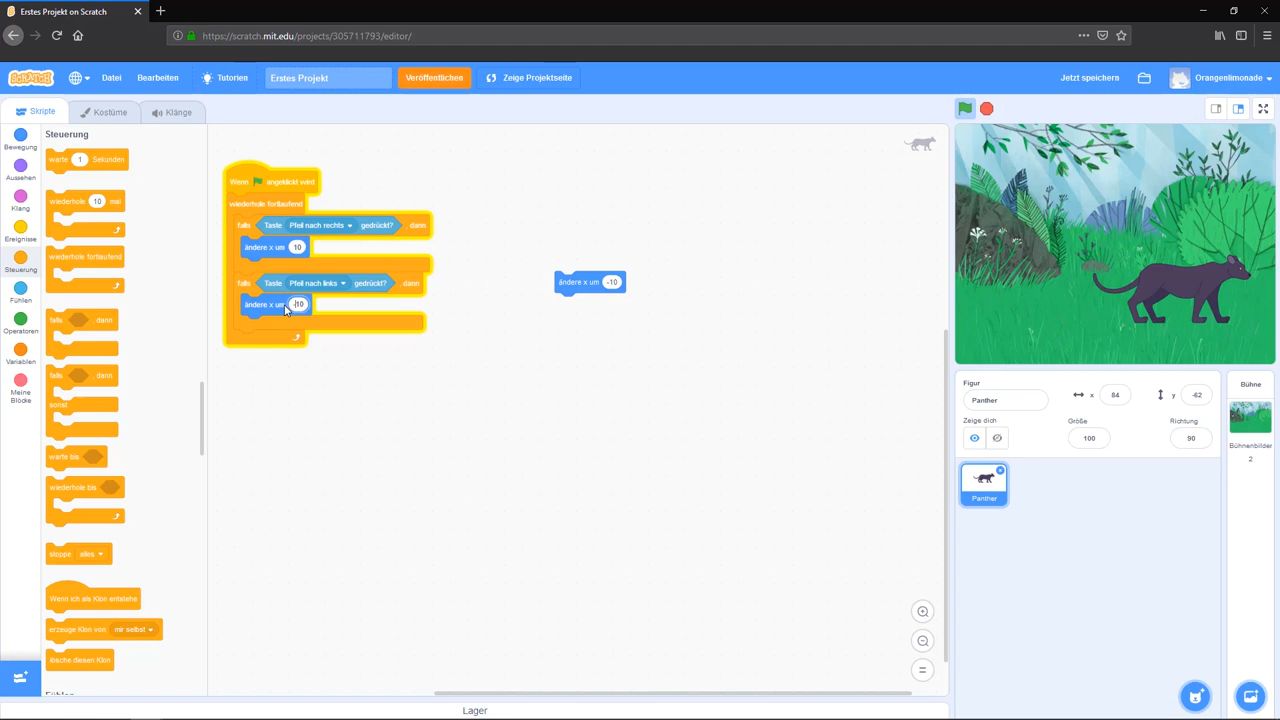 Erstes Projekt on Scratch
https://scratch.mit.edu/projects/305711793/editor/
SCRATCH
Datei
Bearbeiten
Tutorien
Erstes Projekt
Veröffentlichen
Zeige Projektseite
Jetzt speichern
Orangenlimonade
Skripte
Kostüme
Klänge
Bewegung
Aussehen
Klang
Ereignisse
Steuerung
Fühlen
Operatoren
Variablen
Meine
Blöcke
Steuerung
warte 1 Sekunden
wiederhole 10 mal
wiederhole fortlaufend
falls , dann
falls , dann
sonst
warte bis
wiederhole bis
stoppe alles
Wenn ich als Klon entstehe
erzeuge Klon von mir selbst
lösche diesen Klon
Wenn angeklickt wird
wiederhole fortlaufend
falls Taste Pfeil nach rechts gedrückt? , dann
ändere x um 10
falls Taste Pfeil nach links gedrückt? , dann
ändere x um -10
ändere x um -10
Figur
Panther
x 84
y -62
Zeige dich
Größe
100
Richtung
90
Panther
Bühne
Bühnenbilder
2
Lager